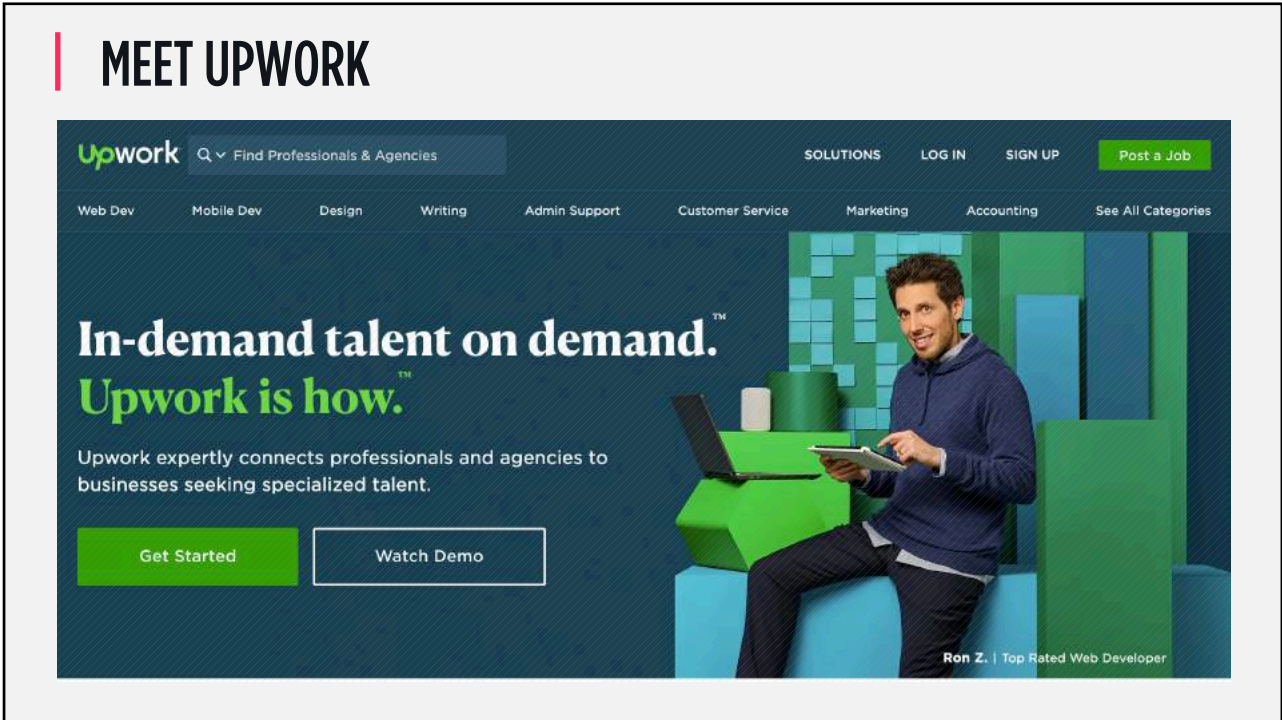 MEET UPWORK
Upwork
Find Professionals & Agencies
SOLUTIONS LOG IN SIGN UP Post a Job
Web Dev Mobile Dev Design Writing Admin Support Customer Service Marketing Accounting See All Categories
In-demand talent on demand.™
Upwork is how.™
Upwork expertly connects professionals and agencies to
businesses seeking specialized talent.
Get Started Watch Demo
Ron Z. | Top Rated Web Developer